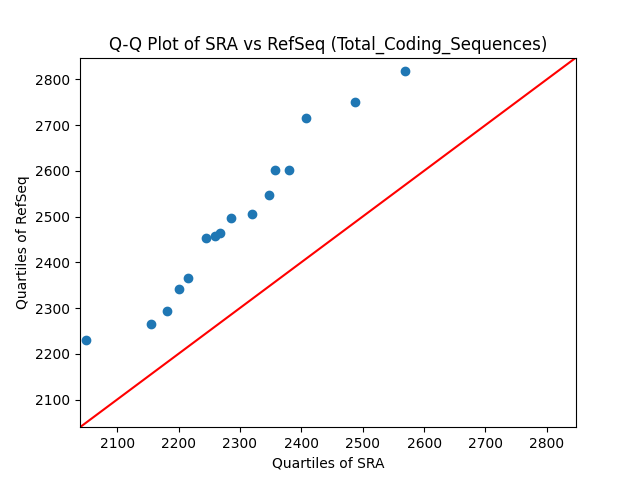 Q-Q Plot of SRA vs RefSeq (Total_Coding_Sequences)
2800
2700
2600
2500
2400
2300
2200
2100
Quartiles of RefSeq
2100 2200 2300 2400 2500 2600 2700 2800
Quartiles of SRA